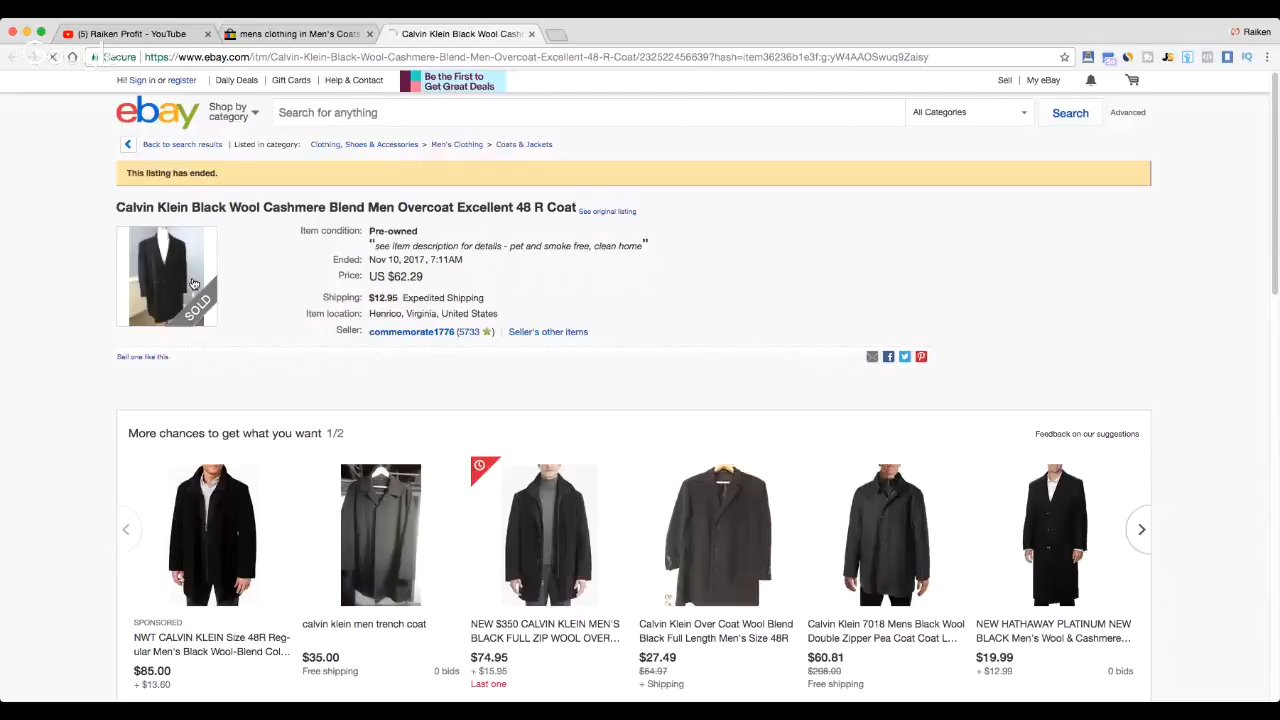 (5) Raiken Profit - YouTube
mens clothing in Men's Coats
Calvin Klein Black Wool Cashm
Raiken
Secure https://www.ebay.com/itm/Calvin-Klein-Black-Wool-Cashmere-Blend-Men-Overcoat-Excellent-48-R-Coat/232522456639?hash=item36236b1e3f:g:yW4AAOSwuq9Zaisy
Hi! Sign in or register
Daily Deals
Gift Cards
Help & Contact
Be the First to
Get Great Deals
Sell
My eBay
ebay
Shop by
category
Search for anything
All Categories
Search
Advanced
Back to search results | Listed in category: Clothing, Shoes & Accessories > Men's Clothing > Coats & Jackets
This listing has ended.
Calvin Klein Black Wool Cashmere Blend Men Overcoat Excellent 48 R Coat See original listing
SOLD
Item condition: Pre-owned
"see item description for details - pet and smoke free, clean home"
Ended: Nov 10, 2017, 7:11AM
Price: US $62.29
Shipping: $12.95 Expedited Shipping
Item location: Henrico, Virginia, United States
Seller: commemorate1776 (5733 ) | Seller's other items
Sell one like this
More chances to get what you want 1/2
Feedback on our suggestions
SPONSORED
NWT CALVIN KLEIN Size 48R Reg-
ular Men's Black Wool-Blend Col...
$85.00
+ $13.60
calvin klein men trench coat
$35.00
Free shipping
0 bids
NEW $350 CALVIN KLEIN MEN'S
BLACK FULL ZIP WOOL OVER...
$74.95
+ $15.95
Last one
Calvin Klein Over Coat Wool Blend
Black Full Length Men's Size 48R
$27.49
$54.97
+ Shipping
Calvin Klein 7018 Mens Black Wool
Double Zipper Pea Coat Coat L...
$60.81
$298.00
Free shipping
NEW HATHAWAY PLATINUM NEW
BLACK Men's Wool & Cashmere...
$19.99
+ $12.99
0 bids